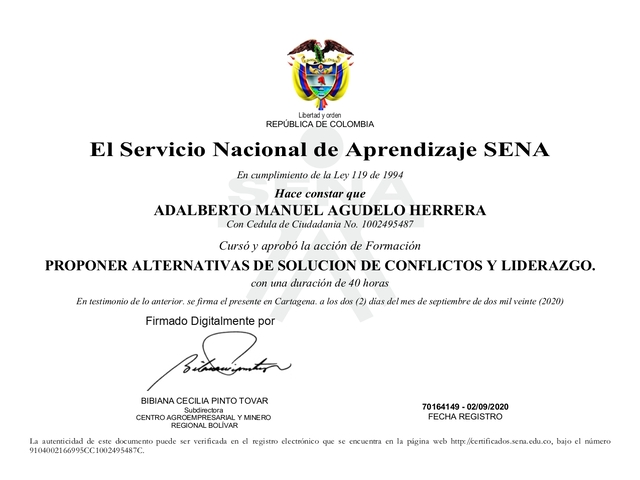 Libertad y orden
REPÚBLICA DE COLOMBIA
El Servicio Nacional de Aprendizaje SENA
En cumplimiento de la Ley 119 de 1994
Hace constar que
ADALBERTO MANUEL AGUDELO HERRERA
Con Cedula de Ciudadania No. 1002495487
Cursó y aprobó la acción de Formación
PROPONER ALTERNATIVAS DE SOLUCION DE CONFLICTOS Y LIDERAZGO.
con una duración de 40 horas
En testimonio de lo anterior. se firma el presente en Cartagena. a los dos (2) días del mes de septiembre de dos mil veinte (2020)
Firmado Digitalmente por
BIBIANA CECILIA PINTO TOVAR
Subdirectora
CENTRO AGROEMPRESARIAL Y MINERO
REGIONAL BOLÍVAR
70164149 - 02/09/2020
FECHA REGISTRO
La autenticidad de este documento puede ser verificada en el registro electrónico que se encuentra en la página web http://certificados.sena.edu.co, bajo el número
9104002166995CC1002495487C.
SENA